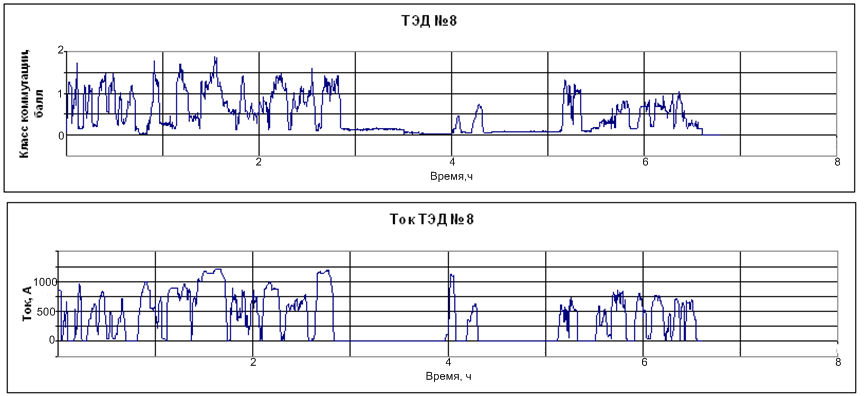 ТЭД №8
Класс коммутации,
балл
2
1
0
2
4
6
8
Время,ч
Ток ТЭД №8
Ток, А
1000
500
0
2
4
6
8
Время, ч